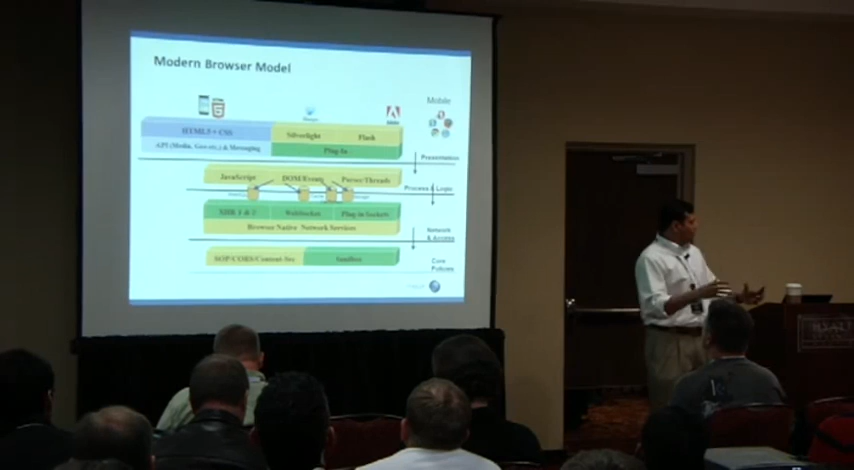 Modern Browser Model
Mobile
HTML5 + CSS
API (Media, Geo etc.) & Messaging
Silverlight
Flash
Plug-In
Presentation
JavaScript
DOM/Events
Parser/Threads
Process & Logic
XHR 1 & 2
WebSocket
Plug-in Sockets
Browser Native Network Services
Network
& Access
SOP/CORS/Content-Sec
Sandbox
Core
Policies
HYATT